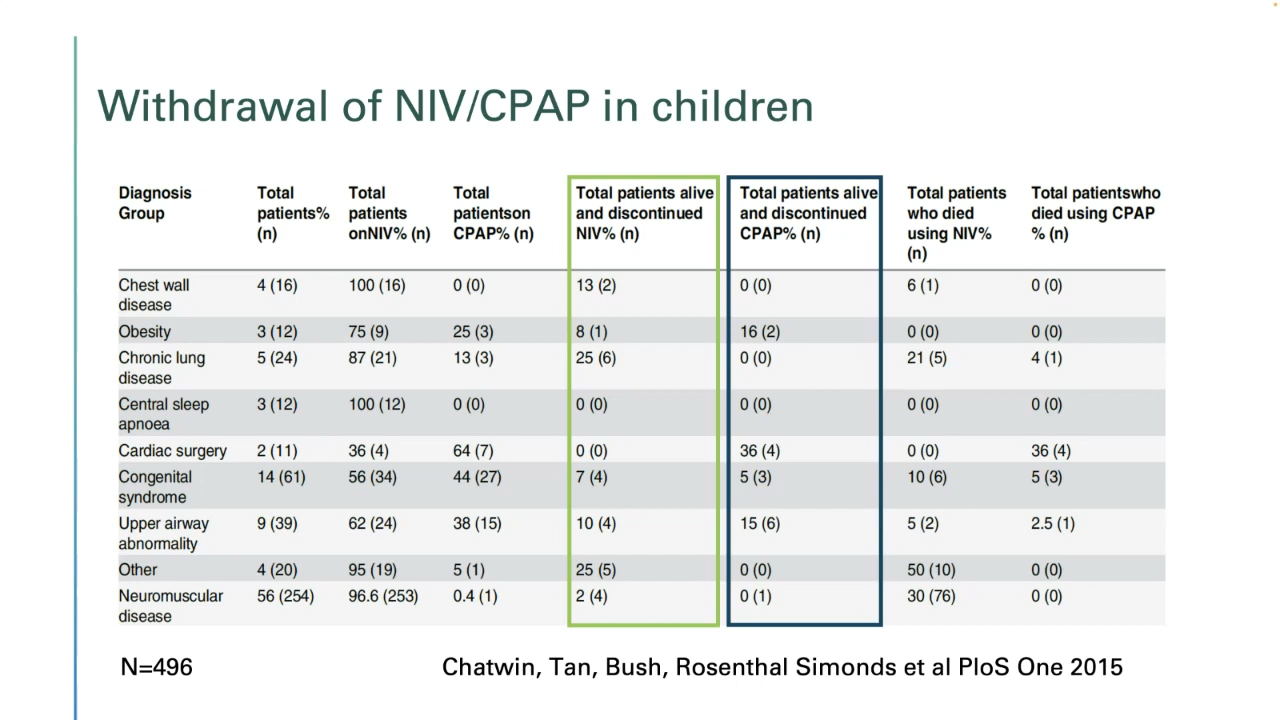 Withdrawal of NIV/CPAP in children
Diagnosis Group | Total patients% (n) | Total patients onNIV% (n) | Total patientson CPAP% (n) | Total patients alive and discontinued NIV% (n) | Total patients alive and discontinued CPAP% (n) | Total patients who died using NIV% (n) | Total patientswho died using CPAP % (n)
Chest wall disease | 4 (16) | 100 (16) | 0 (0) | 13 (2) | 0 (0) | 6 (1) | 0 (0)
Obesity | 3 (12) | 75 (9) | 25 (3) | 8 (1) | 16 (2) | 0 (0) | 0 (0)
Chronic lung disease | 5 (24) | 87 (21) | 13 (3) | 25 (6) | 0 (0) | 21 (5) | 4 (1)
Central sleep apnoea | 3 (12) | 100 (12) | 0 (0) | 0 (0) | 0 (0) | 0 (0) | 0 (0)
Cardiac surgery | 2 (11) | 36 (4) | 64 (7) | 0 (0) | 36 (4) | 0 (0) | 36 (4)
Congenital syndrome | 14 (61) | 56 (34) | 44 (27) | 7 (4) | 5 (3) | 10 (6) | 5 (3)
Upper airway abnormality | 9 (39) | 62 (24) | 38 (15) | 10 (4) | 15 (6) | 5 (2) | 2.5 (1)
Other | 4 (20) | 95 (19) | 5 (1) | 25 (5) | 0 (0) | 50 (10) | 0 (0)
Neuromuscular disease | 56 (254) | 96.6 (253) | 0.4 (1) | 2 (4) | 0 (1) | 30 (76) | 0 (0)
N=496
Chatwin, Tan, Bush, Rosenthal Simonds et al PloS One 2015